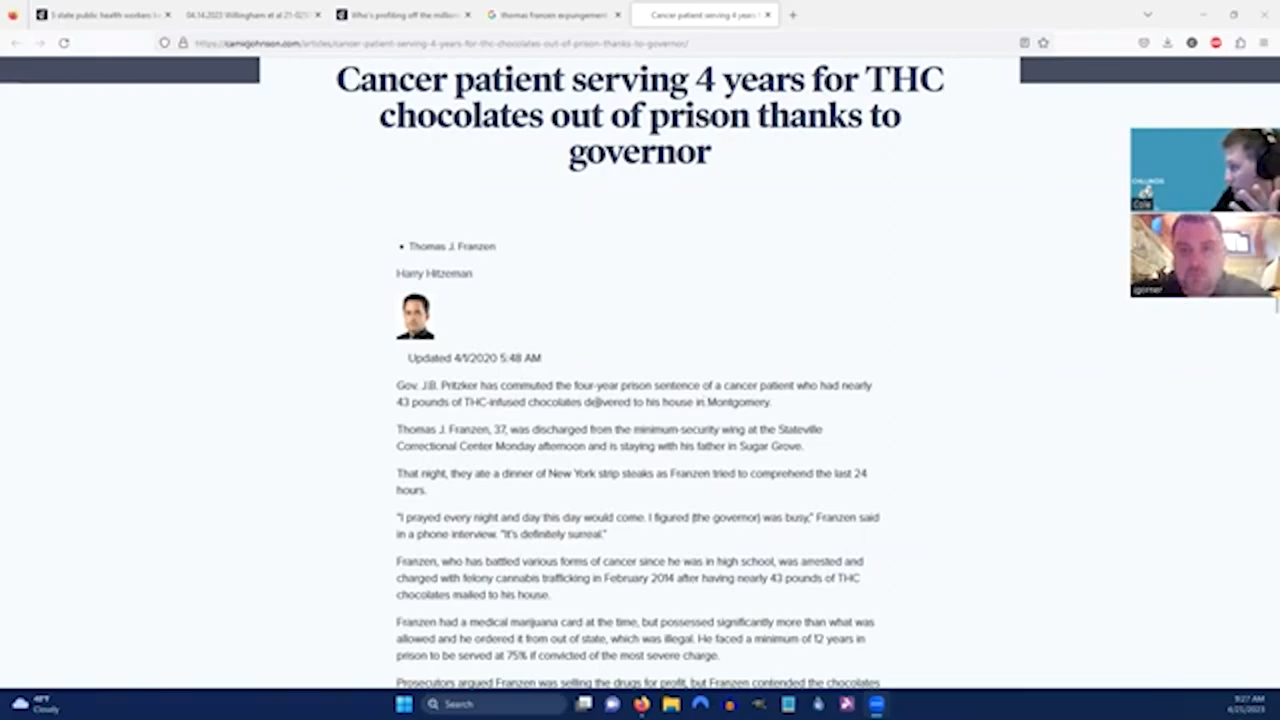 3 state public health workers
04.14.2023 Willingham et al 21-021
Who's profiting off the million
thomas franzen expungement
Cancer patient serving 4 years
https://camxjohnson.com/articles/cancer-patient-serving-4-years-for-thc-chocolates-out-of-prison-thanks-to-governor/
Cancer patient serving 4 years for THC
chocolates out of prison thanks to
governor
• Thomas J. Franzen
Harry Hitzeman
Updated 4/1/2020 5:48 AM
Gov. J.B. Pritzker has commuted the four-year prison sentence of a cancer patient who had nearly
43 pounds of THC-infused chocolates delivered to his house in Montgomery.
Thomas J. Franzen, 37, was discharged from the minimum-security wing at the Stateville
Correctional Center Monday afternoon and is staying with his father in Sugar Grove.
That night, they ate a dinner of New York strip steaks as Franzen tried to comprehend the last 24
hours.
"I prayed every night and day this day would come. I figured (the governor) was busy," Franzen said
in a phone interview. "It's definitely surreal."
Franzen, who has battled various forms of cancer since he was in high school, was arrested and
charged with felony cannabis trafficking in February 2014 after having nearly 43 pounds of THC
chocolates mailed to his house.
Franzen had a medical marijuana card at the time, but possessed significantly more than what was
allowed and he ordered it from out of state, which was illegal. He faced a minimum of 12 years in
prison to be served at 75% if convicted of the most severe charge.
Prosecutors argued Franzen was selling the drugs for profit, but Franzen contended the chocolates
Cole
jgorner
Cloudy
Search
9:27 AM
4/21/2023